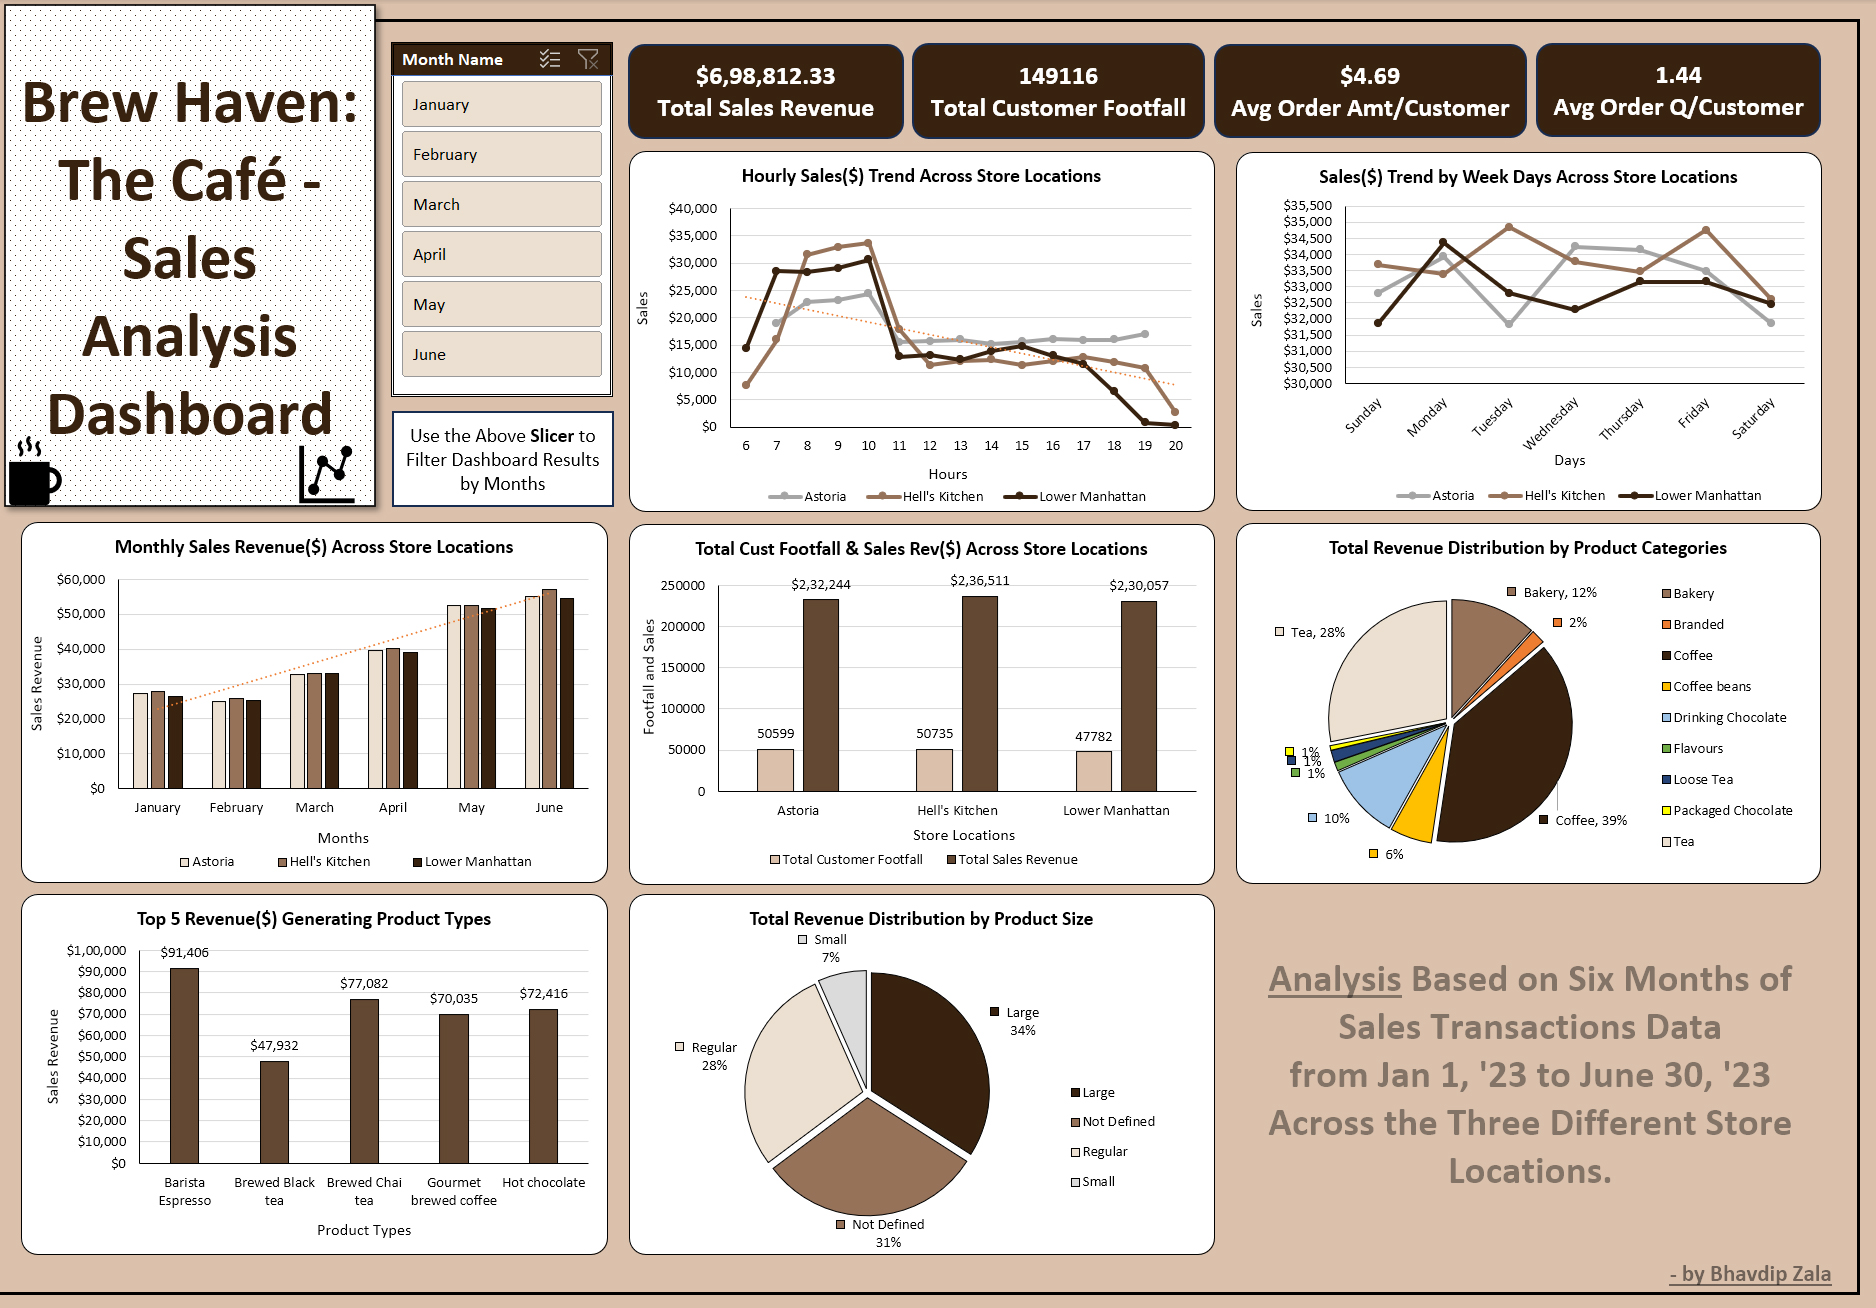 Brew Haven:
The Café -
Sales
Analysis
Dashboard
Month Name
January
February
March
April
May
June
Use the Above Slicer to
Filter Dashboard Results
by Months
$6,98,812.33
Total Sales Revenue
149116
Total Customer Footfall
$4.69
Avg Order Amt/Customer
1.44
Avg Order Q/Customer
Hourly Sales($) Trend Across Store Locations
Sales
$40,000
$35,000
$30,000
$25,000
$20,000
$15,000
$10,000
$5,000
$0
6 7 8 9 10 11 12 13 14 15 16 17 18 19 20
Hours
Astoria Hell's Kitchen Lower Manhattan
Sales($) Trend by Week Days Across Store Locations
Sales
$35,500
$35,000
$34,500
$34,000
$33,500
$33,000
$32,500
$32,000
$31,500
$31,000
$30,500
$30,000
Sunday Monday Tuesday Wednesday Thursday Friday Saturday
Days
Astoria Hell's Kitchen Lower Manhattan
Monthly Sales Revenue($) Across Store Locations
Sales Revenue
$60,000
$50,000
$40,000
$30,000
$20,000
$10,000
$0
January February March April May June
Months
Astoria Hell's Kitchen Lower Manhattan
Total Cust Footfall & Sales Rev($) Across Store Locations
Footfall and Sales
250000
200000
150000
100000
50000
0
$2,32,244 $2,36,511 $2,30,057
50599 50735 47782
Astoria Hell's Kitchen Lower Manhattan
Store Locations
Total Customer Footfall Total Sales Revenue
Total Revenue Distribution by Product Categories
Bakery, 12%
2%
Tea, 28%
1%
1%
1%
10%
6%
Coffee, 39%
Bakery
Branded
Coffee
Coffee beans
Drinking Chocolate
Flavours
Loose Tea
Packaged Chocolate
Tea
Top 5 Revenue($) Generating Product Types
Sales Revenue
$1,00,000
$90,000
$80,000
$70,000
$60,000
$50,000
$40,000
$30,000
$20,000
$10,000
$0
$91,406
$47,932
$77,082
$70,035
$72,416
Barista
Espresso
Brewed Black
tea
Brewed Chai
tea
Gourmet
brewed coffee
Hot chocolate
Product Types
Total Revenue Distribution by Product Size
Small
7%
Large
34%
Regular
28%
Not Defined
31%
Large
Not Defined
Regular
Small
Analysis Based on Six Months of
Sales Transactions Data
from Jan 1, '23 to June 30, '23
Across the Three Different Store
Locations.
- by Bhavdip Zala